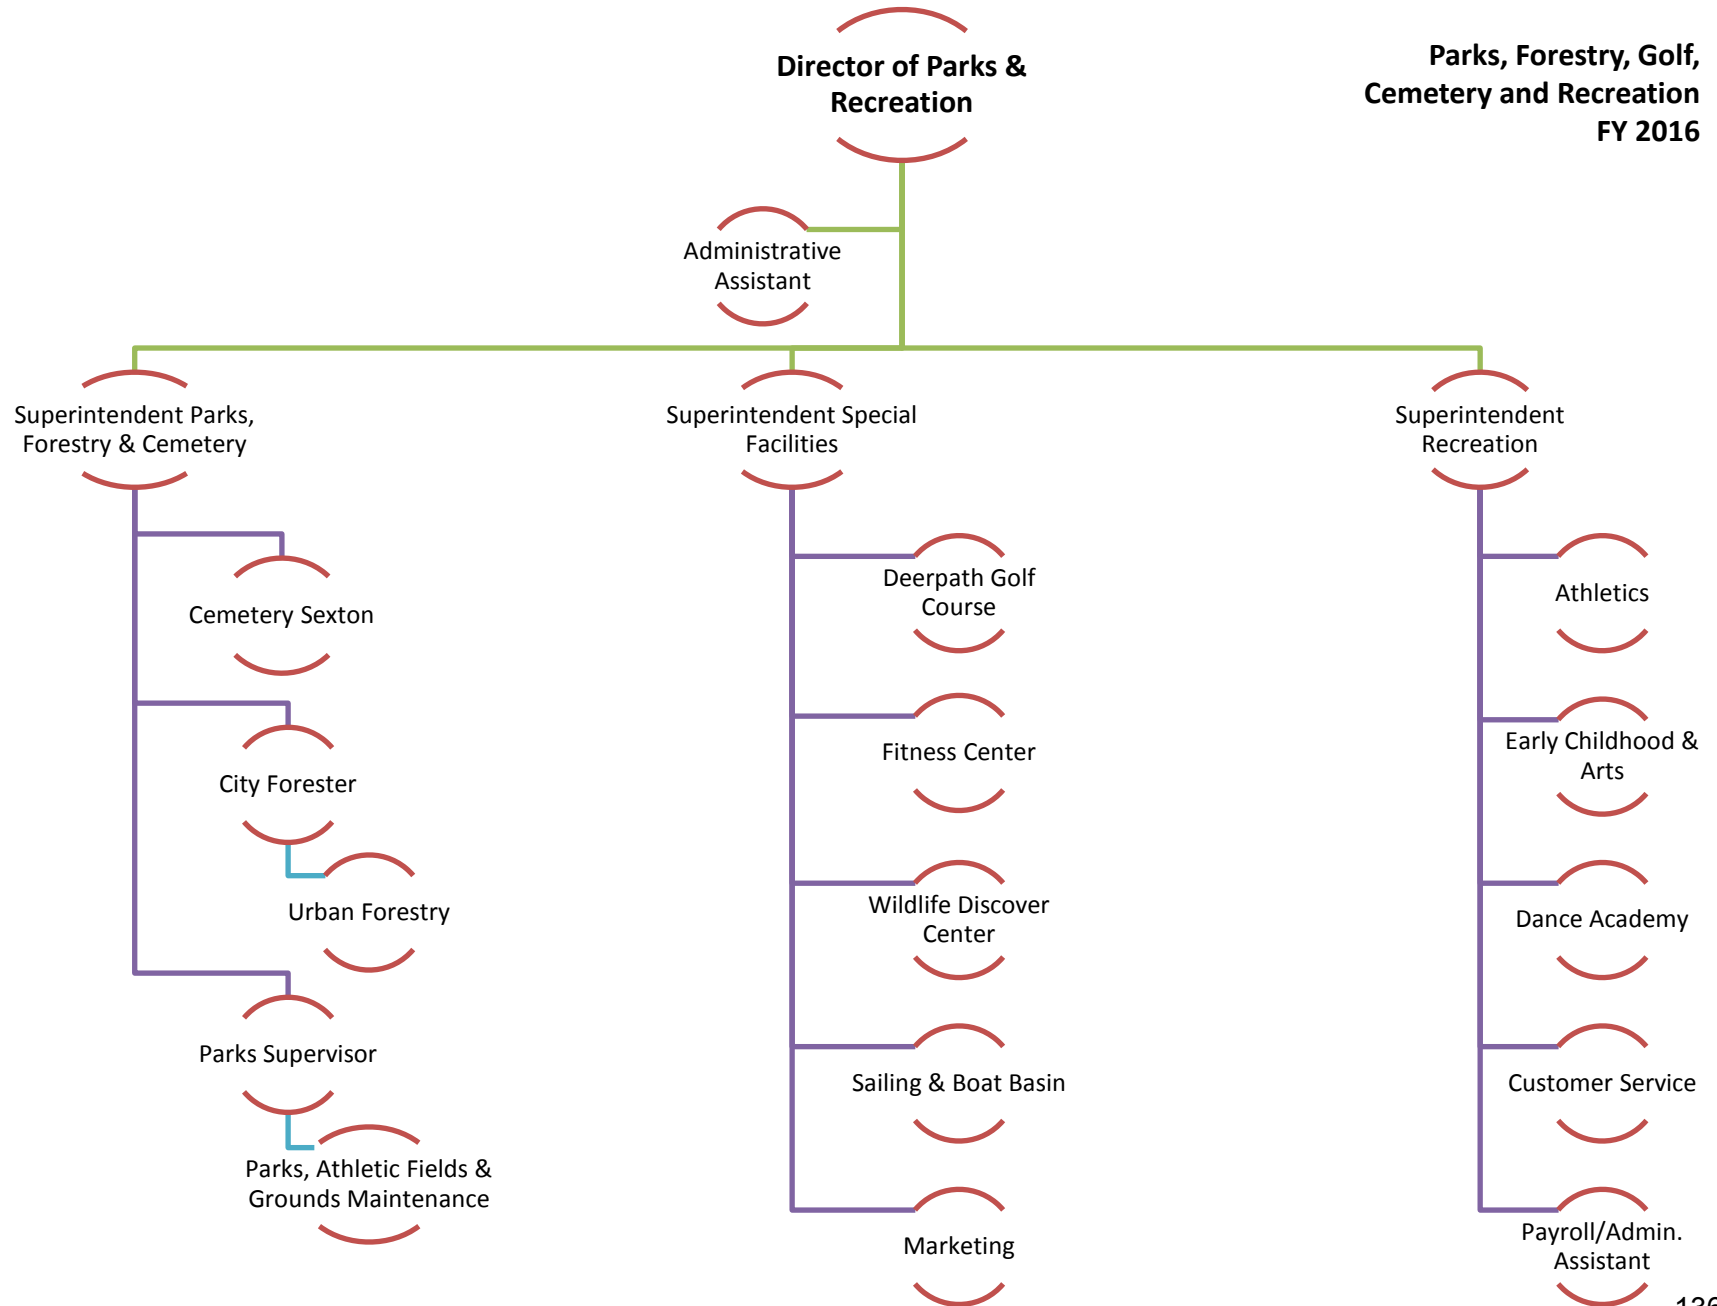 Director of Parks &
Recreation
Parks, Forestry, Golf,
Cemetery and Recreation
FY 2016
Administrative
Assistant
Superintendent Parks,
Forestry & Cemetery
Cemetery Sexton
City Forester
Urban Forestry
Parks Supervisor
Parks, Athletic Fields &
Grounds Maintenance
Superintendent Special
Facilities
Deerpath Golf
Course
Fitness Center
Wildlife Discover
Center
Sailing & Boat Basin
Marketing
Superintendent
Recreation
Athletics
Early Childhood &
Arts
Dance Academy
Customer Service
Payroll/Admin.
Assistant
136